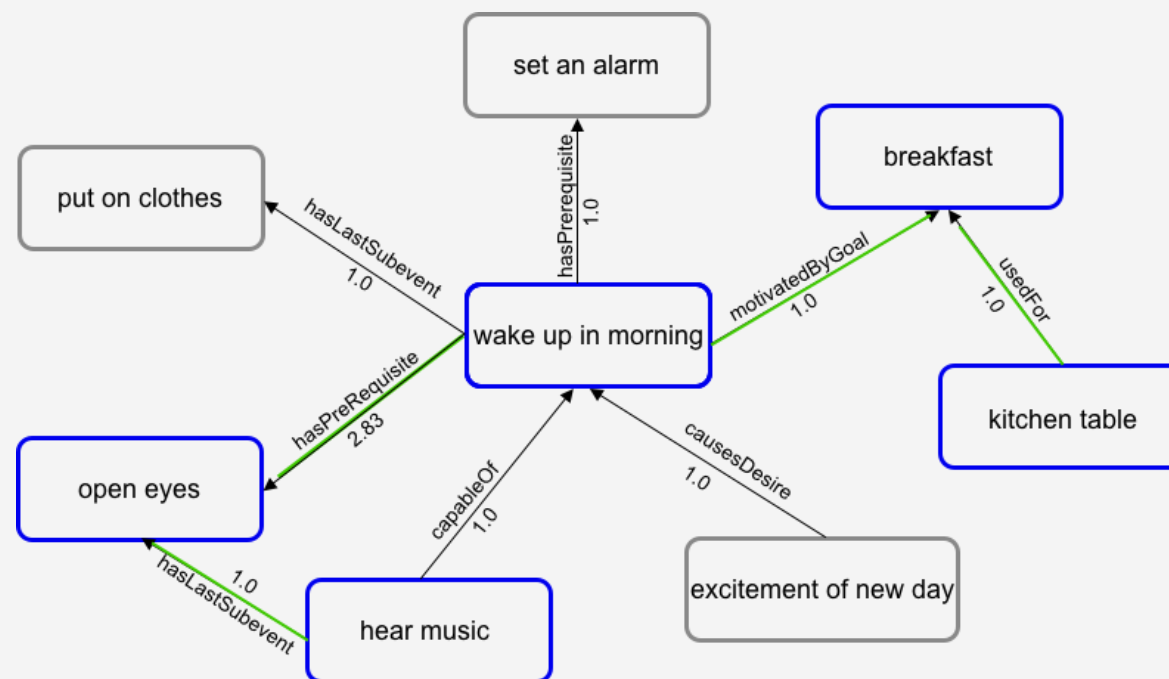 set an alarm
breakfast
put on clothes
hasPrerequisite
1.0
hasLastSubevent
1.0
motivatedByGoal
1.0
usedFor
1.0
wake up in morning
hasPreRequisite
2.83
kitchen table
causesDesire
1.0
open eyes
capableOf
1.0
1.0
hasLastSubevent
excitement of new day
hear music